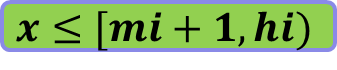 x ≤ [mi + 1, hi)